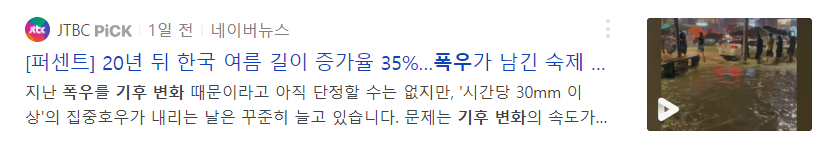 jtbc JTBC PiCK 1일 전 네이버뉴스
[퍼센트] 20년 뒤 한국 여름 길이 증가율 35%...폭우가 남긴 숙제 ...
지난 폭우를 기후 변화 때문이라고 아직 단정할 수는 없지만, '시간당 30mm 이
상'의 집중호우가 내리는 날은 꾸준히 늘고 있습니다. 문제는 기후 변화의 속도가...